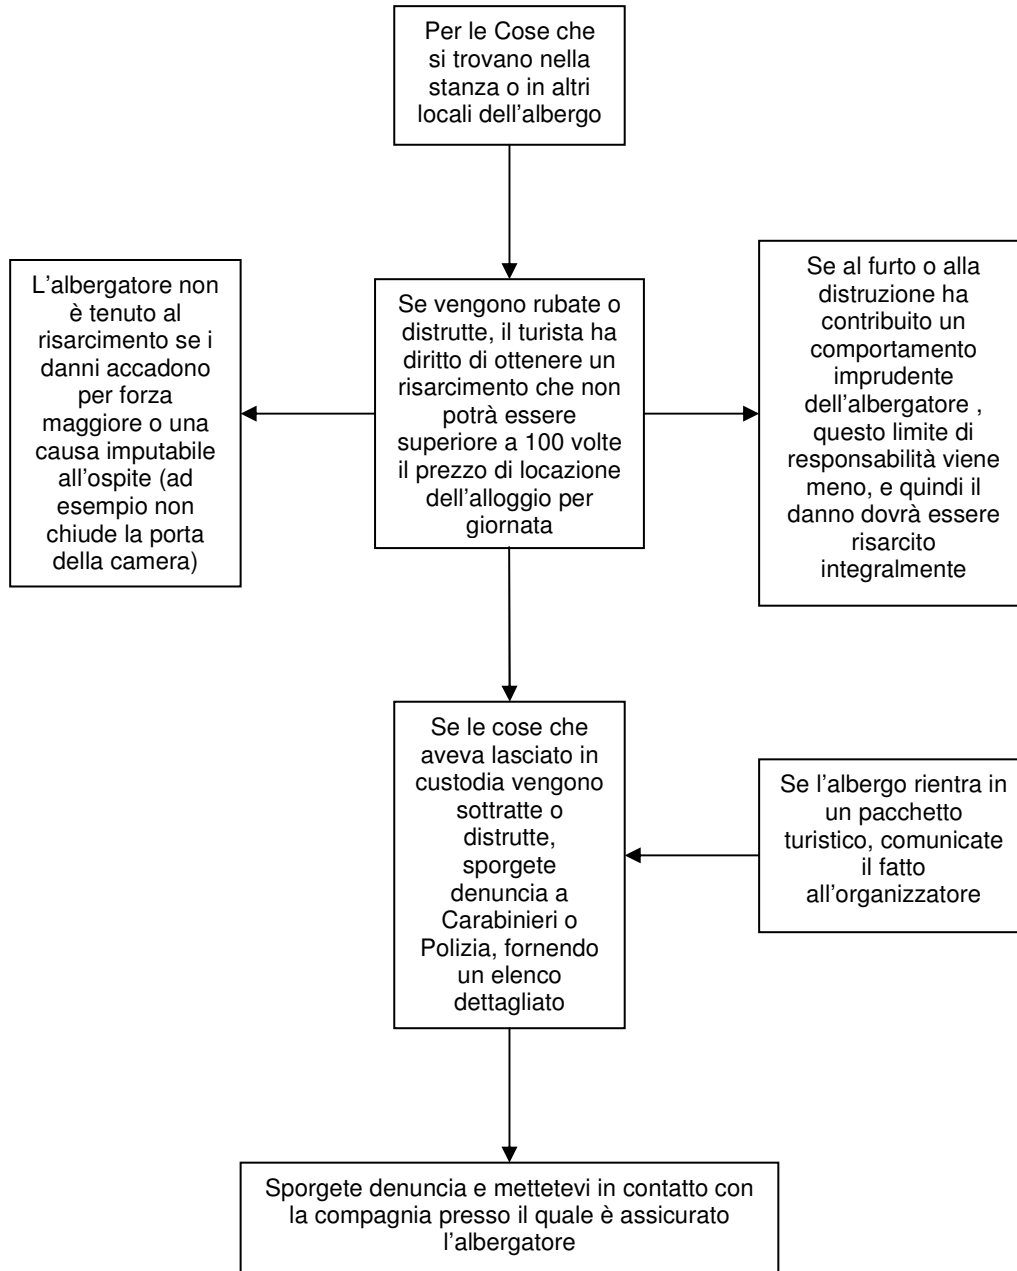 Per le Cose che
si trovano nella
stanza o in altri
locali dell'albergo
L'albergatore non
è tenuto al
risarcimento se i
danni accadono
per forza
maggiore o una
causa imputabile
all'ospite (ad
esempio non
chiude la porta
della camera)
Se vengono rubate o
distrutte, il turista ha
diritto di ottenere un
risarcimento che non
potrà essere
superiore a 100 volte
il prezzo di locazione
dell'alloggio per
giornata
Se al furto o alla
distruzione ha
contribuito un
comportamento
imprudente
dell'albergatore ,
questo limite di
responsabilità viene
meno, e quindi il
danno dovrà essere
risarcito
integralmente
Se le cose che
aveva lasciato in
custodia vengono
sottratte o
distrutte,
sporgete
denuncia a
Carabinieri o
Polizia, fornendo
un elenco
dettagliato
Se l'albergo rientra in
un pacchetto
turistico, comunicate
il fatto
all'organizzatore
Sporgete denuncia e mettetevi in contatto con
la compagnia presso il quale è assicurato
l'albergatore